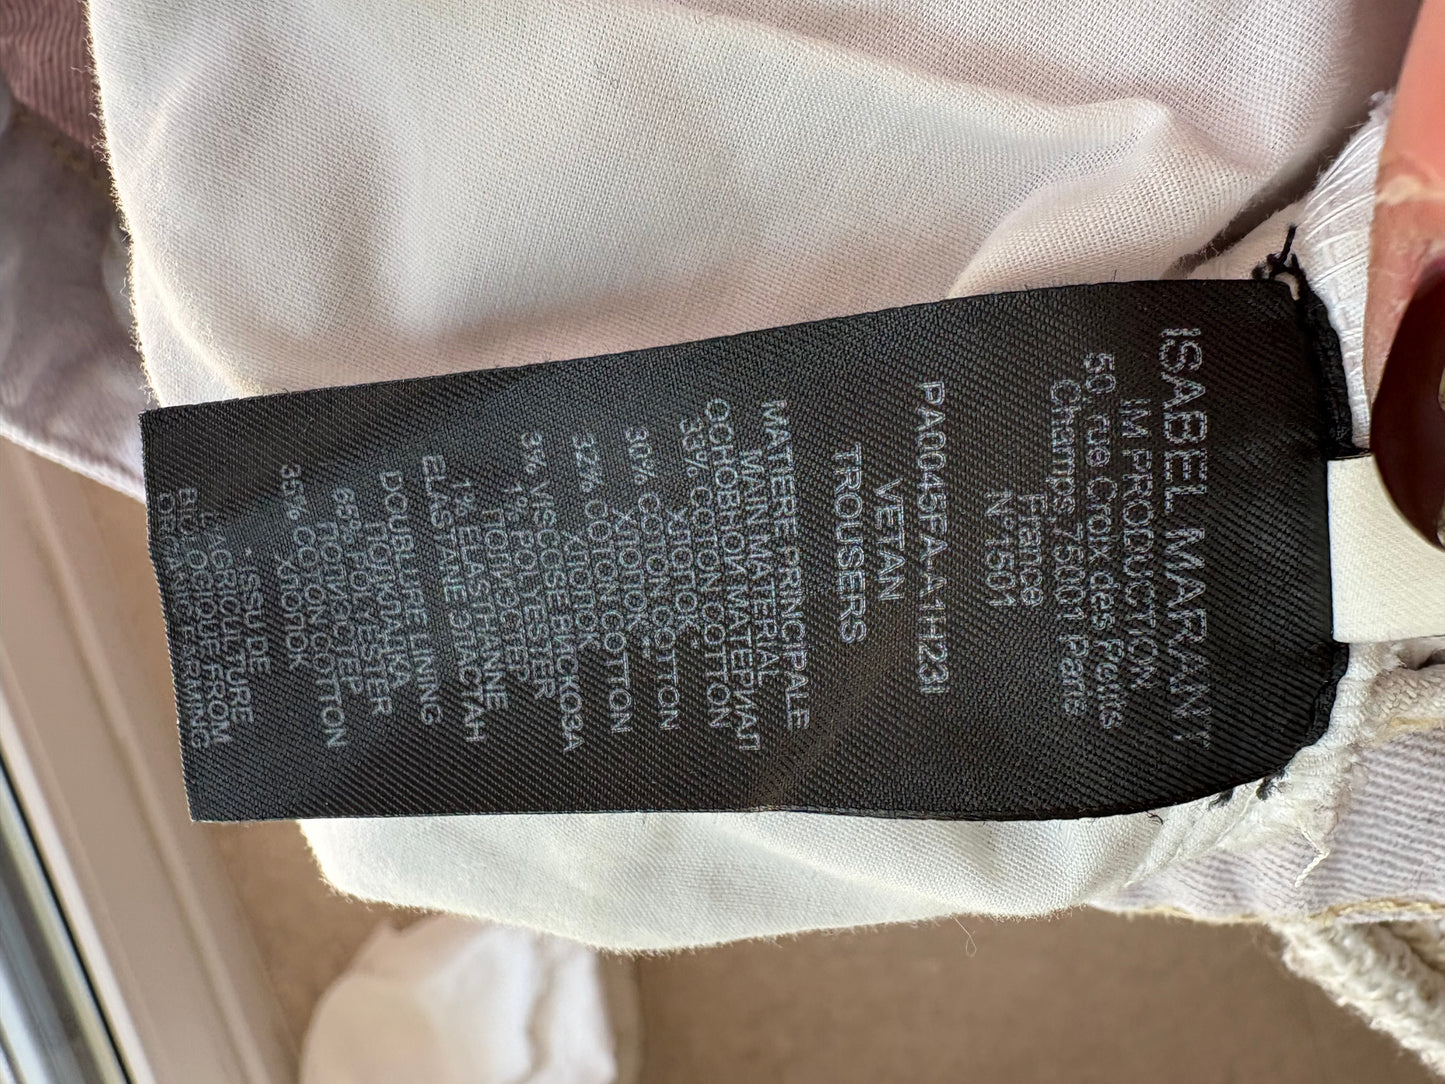 ISABEL MARANT
IM PRODUCTION
50, rue Croix des Petits
Champs 75001 Paris
France
N°1501
PA0045FA-A1H23I
VETAN
TROUSERS
MATIERE PRINCIPALE
MAIN MATERIAL
ОСНОВНОЙ МАТЕРИАЛ
33% COTON COTTON
ХЛОПОК
30% COTON COTTON
ХЛОПОК
32% COTON COTTON
ХЛОПОК
3% VISCOSE ВИСКОЗА
1% POLYESTER
1% ELASTHANNE
ELASTANE ЭЛАСТАН
DOUBLURE LINING
ПОДКЛАДКА
65% POLYESTER
35% COTON COTTON
ХЛОПОК
ISSU DE
L'AGRICULTURE
BIOLOGIQUE FROM
ORGANIC FARMING